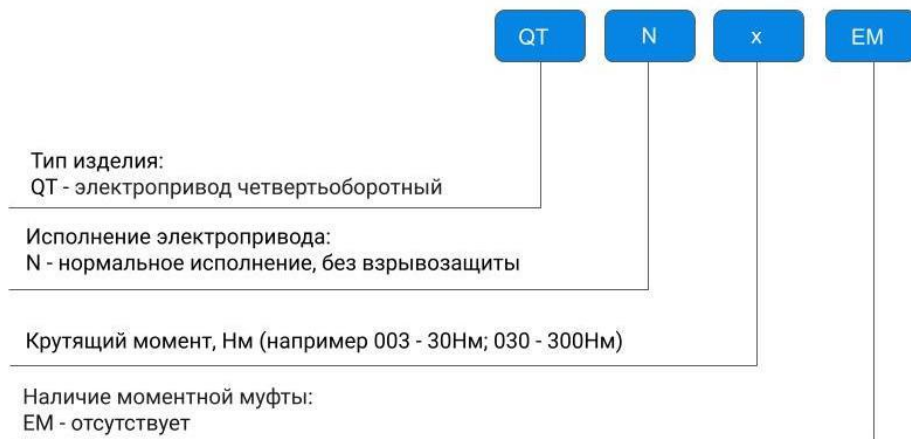 QT N x EM
Тип изделия:
QT - электропривод четвертьоборотный
Исполнение электропривода:
N - нормальное исполнение, без взрывозащиты
Крутящий момент, Нм (например 003 - 30Нм; 030 - 300Нм)
Наличие моментной муфты:
EM - отсутствует